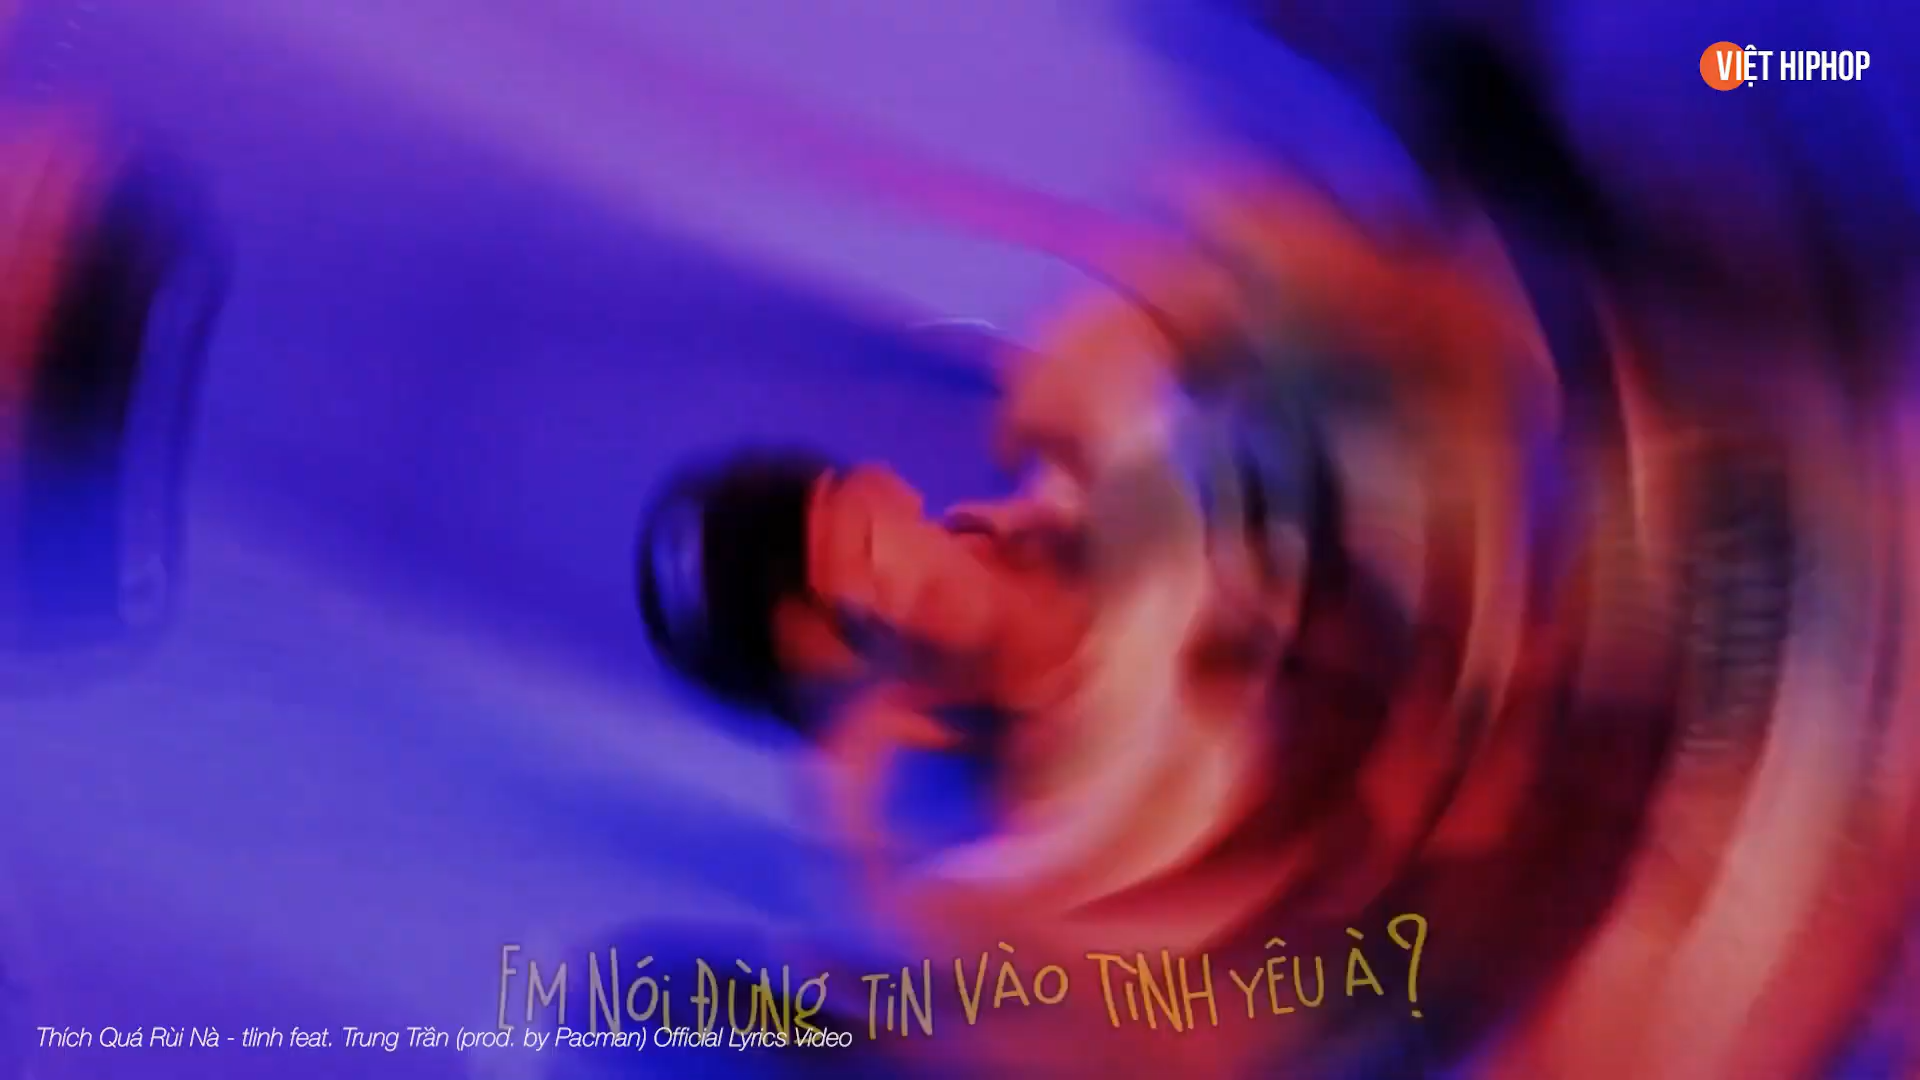 VIỆT HIPHOP
EM NÓI ĐỪNG TIN VÀO TÌNH YÊU À?
Thích Quá Rùi Nà - tlinh feat. Trung Trần (prod. by Pacman) Official Lyrics Video